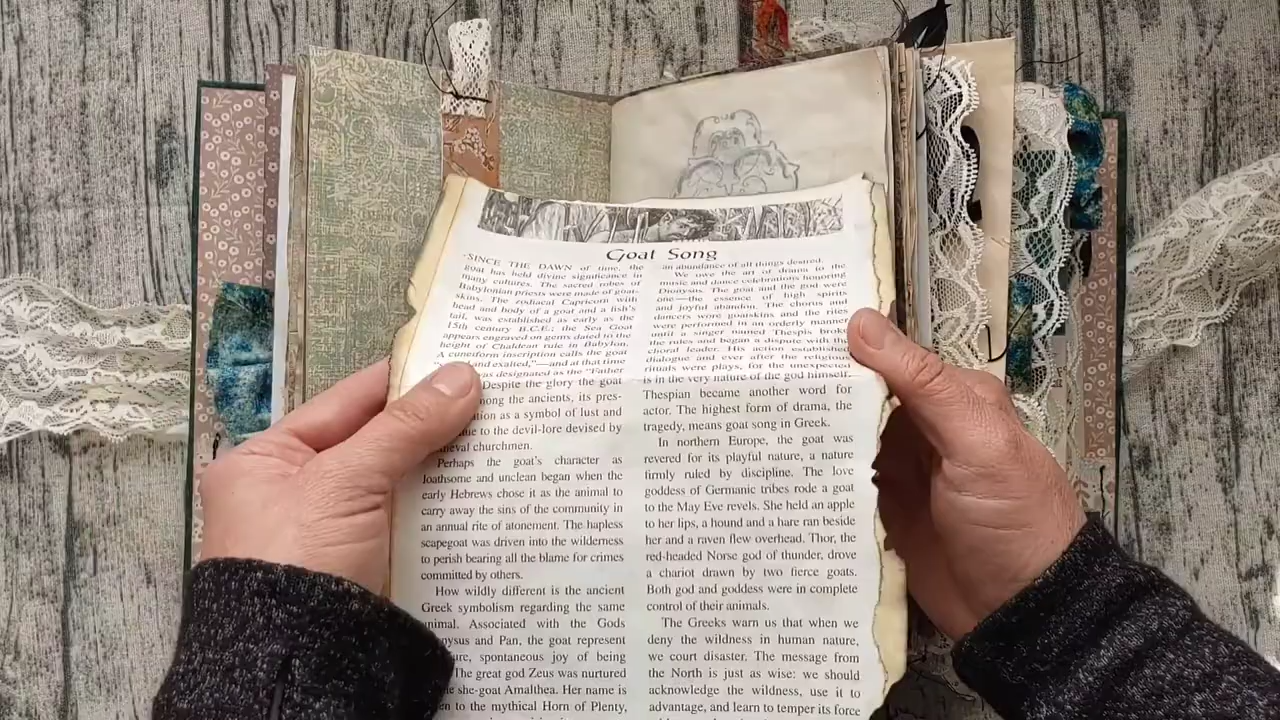 Goat Song
"SINCE THE DAWN of time, the
goat has held divine significance in
many cultures. The sacred robes of
Babylonian priests were made of goat-
skins. The zodiacal Capricorn with
head and body of a goat and a fish's
tail, was established as early as the
15th century B.C.E.; the Sea Goat
appears engraved on gems dated to the
height of Chaldean rule in Babylon.
A cuneiform inscription calls the goat
and exalted,"—and at that time
was designated as the "Father
Despite the glory the goat
among the ancients, its pres-
as a symbol of lust and
to the devil-lore devised by
churchmen.
Perhaps the goat's character as
loathsome and unclean began when the
early Hebrews chose it as the animal to
carry away the sins of the community in
an annual rite of atonement. The hapless
scapegoat was driven into the wilderness
to perish bearing all the blame for crimes
committed by others.
How wildly different is the ancient
Greek symbolism regarding the same
animal. Associated with the Gods
and Pan, the goat represent
spontaneous joy of being
The great god Zeus was nurtured
she-goat Amalthea. Her name is
to the mythical Horn of Plenty,
an abundance of all things desired.
We owe the art of drama to the
music and dance celebrations honoring
Dionysus. The goat and the god were
one—the essence of high spirits
and joyful abandon. The chorus and
dancers wore goatskins and the rites
were performed in an orderly manner
until a singer named Thespis broke
the rules and began a dispute with the
choral leader. His action established
dialogue and ever after the religious
rituals were plays, for the unexpected
is in the very nature of the god himself.
Thespian became another word for
actor. The highest form of drama, the
tragedy, means goat song in Greek.
In northern Europe, the goat was
revered for its playful nature, a nature
firmly ruled by discipline. The love
goddess of Germanic tribes rode a goat
to the May Eve revels. She held an apple
to her lips, a hound and a hare ran beside
her and a raven flew overhead. Thor, the
red-headed Norse god of thunder, drove
a chariot drawn by two fierce goats.
Both god and goddess were in complete
control of their animals.
The Greeks warn us that when we
deny the wildness in human nature,
we court disaster. The message from
the North is just as wise: we should
acknowledge the wildness, use it to
advantage, and learn to temper its force